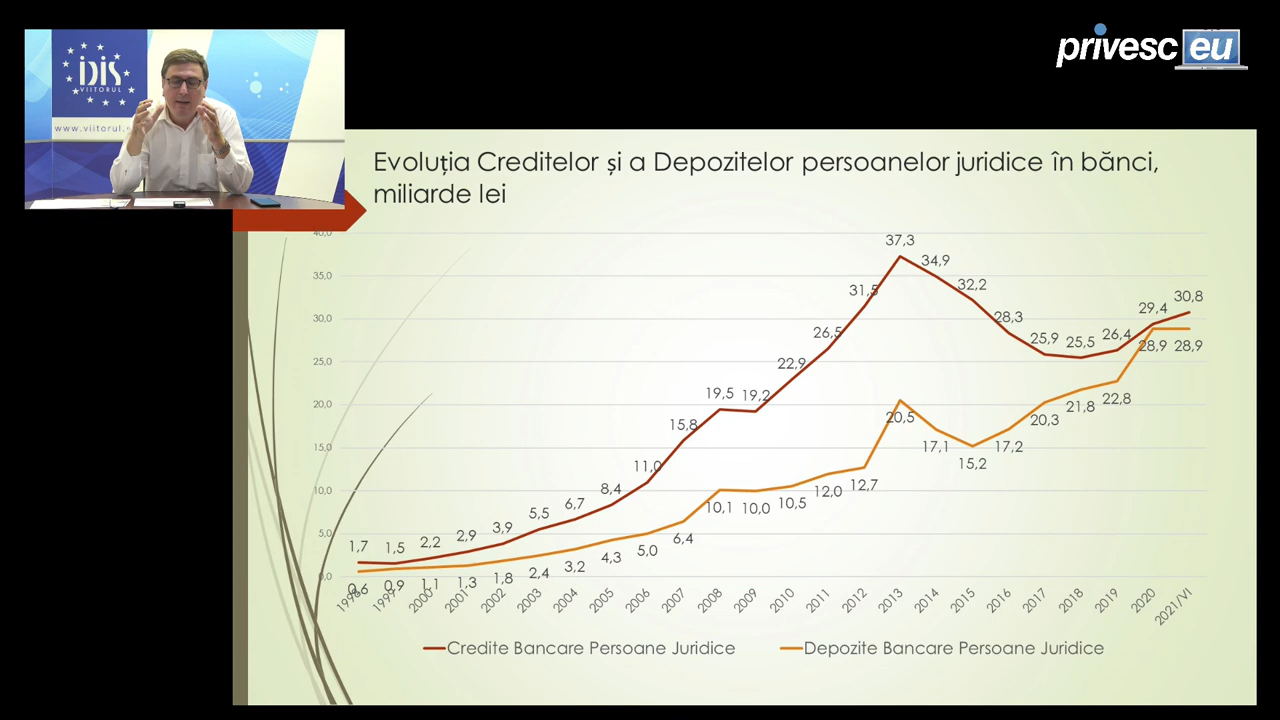 privesc eu
IDIS
VIITORUL
www.viitorul.
Evoluția Creditelor și a Depozitelor persoanelor juridice în bănci,
miliarde lei
40,0
35,0
30,0
25,0
20,0
15,0
10,0
5,0
0,0
1,7 1,5 2,2 2,9 3,9 5,5 6,7 8,4 11,0 15,8 19,5 19,2 22,9 26,5 31,5 37,3 34,9 32,2 28,3 25,9 25,5 26,4 29,4 30,8
0,6 0,9 1,1 1,3 1,8 2,4 3,2 4,3 5,0 6,4 10,1 10,0 10,5 12,0 12,7 20,5 17,1 15,2 17,2 20,3 21,8 22,8 28,9 28,9
2000 2001 2002 2003 2004 2005 2006 2007 2008 2009 2010 2011 2012 2013 2014 2015 2016 2017 2018 2019 2020 2021/VI
Credite Bancare Persoane Juridice
Depozite Bancare Persoane Juridice